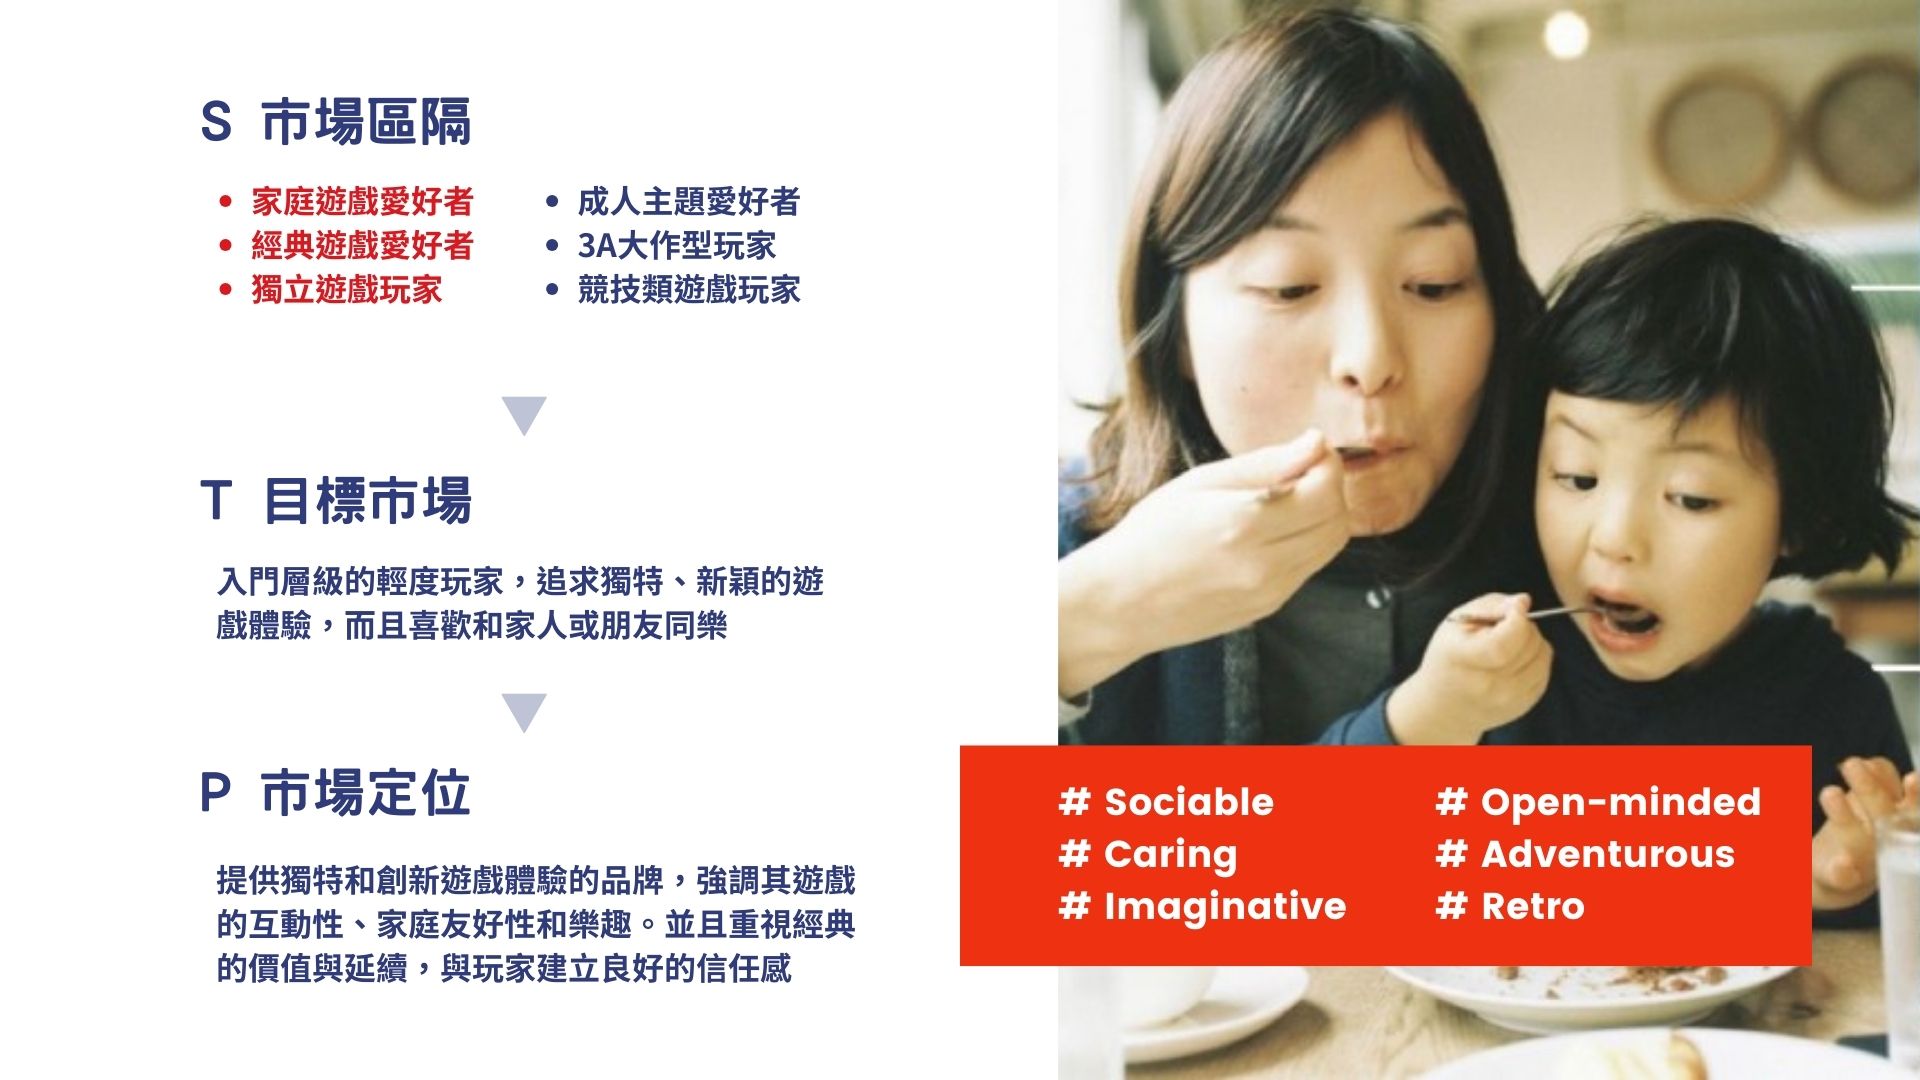 S 市場區隔
• 家庭遊戲愛好者
• 經典遊戲愛好者
• 獨立遊戲玩家
• 成人主題愛好者
• 3A大作型玩家
• 競技類遊戲玩家
T 目標市場
入門層級的輕度玩家，追求獨特、新穎的遊
戲體驗，而且喜歡和家人或朋友同樂
P 市場定位
提供獨特和創新遊戲體驗的品牌，強調其遊戲
的互動性、家庭友好性和樂趣。並且重視經典
的價值與延續，與玩家建立良好的信任感
# Sociable
# Caring
# Imaginative
# Open-minded
# Adventurous
# Retro